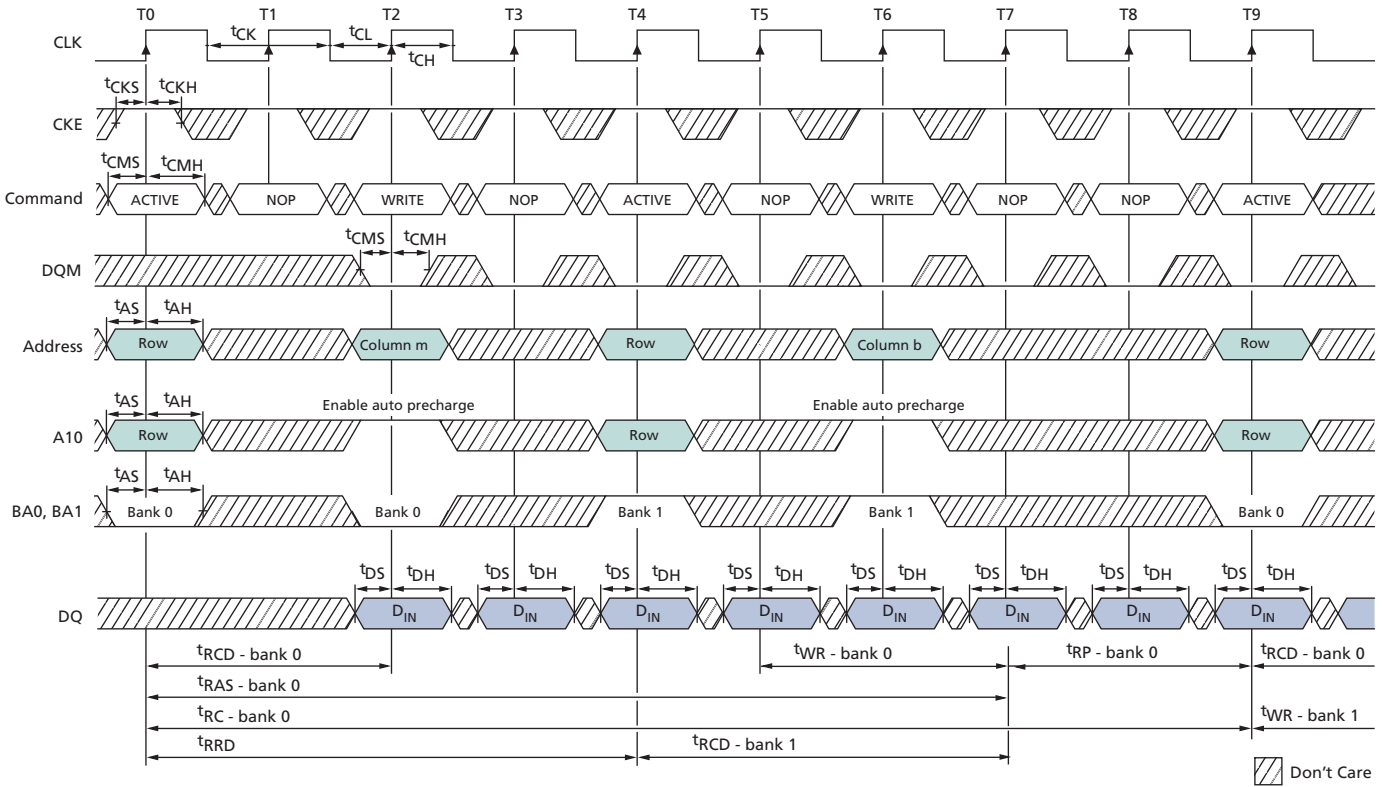 T0 T1 T2 T3 T4 T5 T6 T7 T8 T9
CLK
tCK tCL
tCH
tCKS tCKH
CKE
tCMS tCMH
Command ACTIVE NOP WRITE NOP ACTIVE NOP WRITE NOP NOP ACTIVE
tCMS tCMH
DQM
tAS tAH
Address Row Column m Row Column b Row
tAS tAH Enable auto precharge Enable auto precharge
A10 Row Row Row
tAS tAH
BA0, BA1 Bank 0 Bank 0 Bank 1 Bank 1 Bank 0
tDS tDH tDS tDH tDS tDH tDS tDH tDS tDH tDS tDH tDS tDH tDS tDH
DQ DIN DIN DIN DIN DIN DIN DIN DIN
tRCD - bank 0 tWR - bank 0 tRP - bank 0 tRCD - bank 0
tRAS - bank 0
tRC - bank 0 tWR - bank 1
tRRD tRCD - bank 1
Don't Care